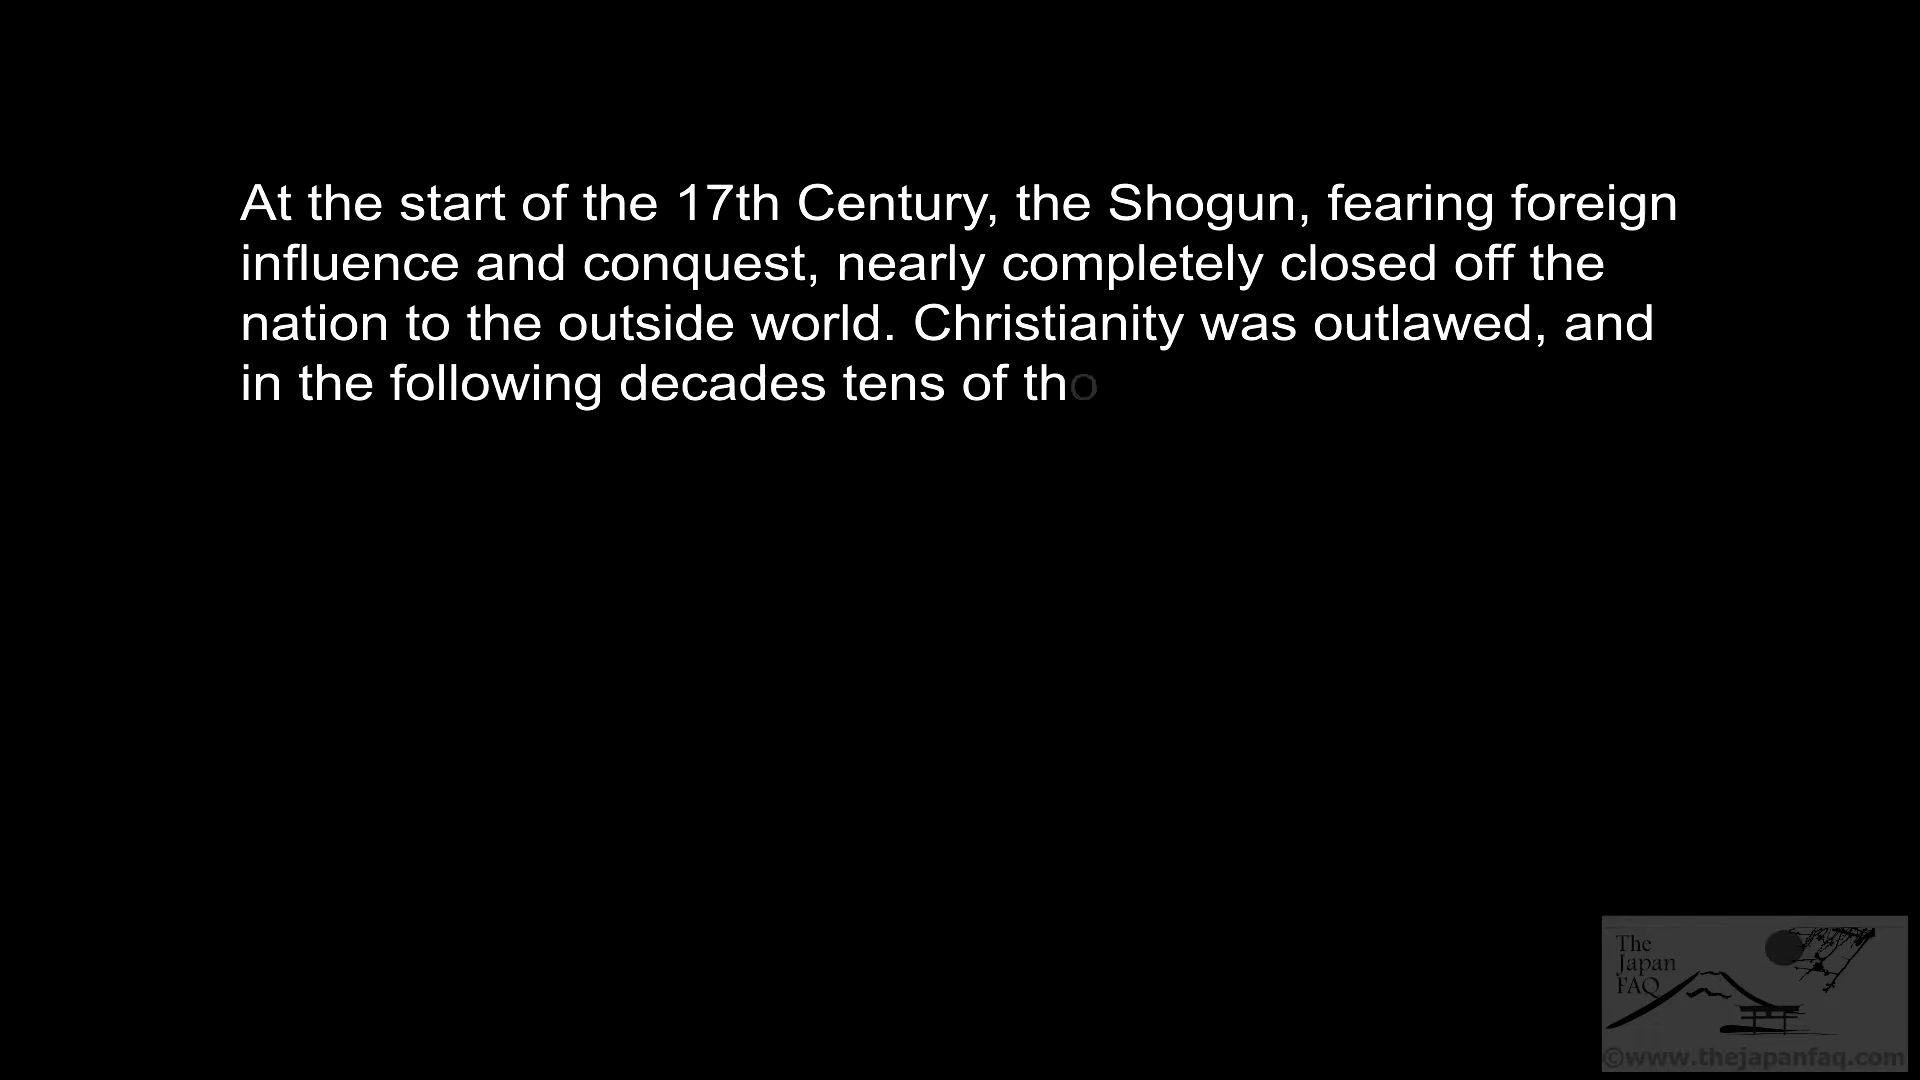 At the start of the 17th Century, the Shogun, fearing foreign
influence and conquest, nearly completely closed off the
nation to the outside world. Christianity was outlawed, and
in the following decades tens of tho
The
Japan
FAQ
©www.thejapanfaq.com